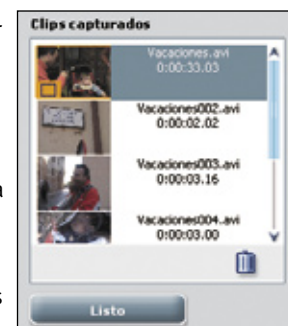 Clips capturados
Vacaciones.avi
0:00:33.03
Vacaciones002.avi
0:00:02.02
Vacaciones003.avi
0:00:03.16
Vacaciones004.avi
0:00:03.00
Listo